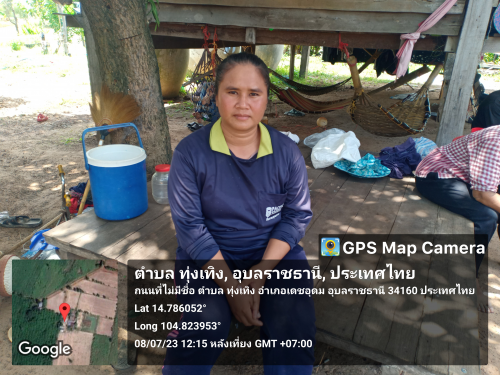 GPS Map Camera
ตำบล ทุ่งเทิง, อุบลราชธานี, ประเทศไทย
ถนนที่ไม่มีชื่อ ตำบล ทุ่งเทิง อำเภอเดชอุดม อุบลราชธานี 34160 ประเทศไทย
Lat 14.786052°
Long 104.823953°
08/07/23 12:15 หลังเที่ยง GMT +07:00
Google